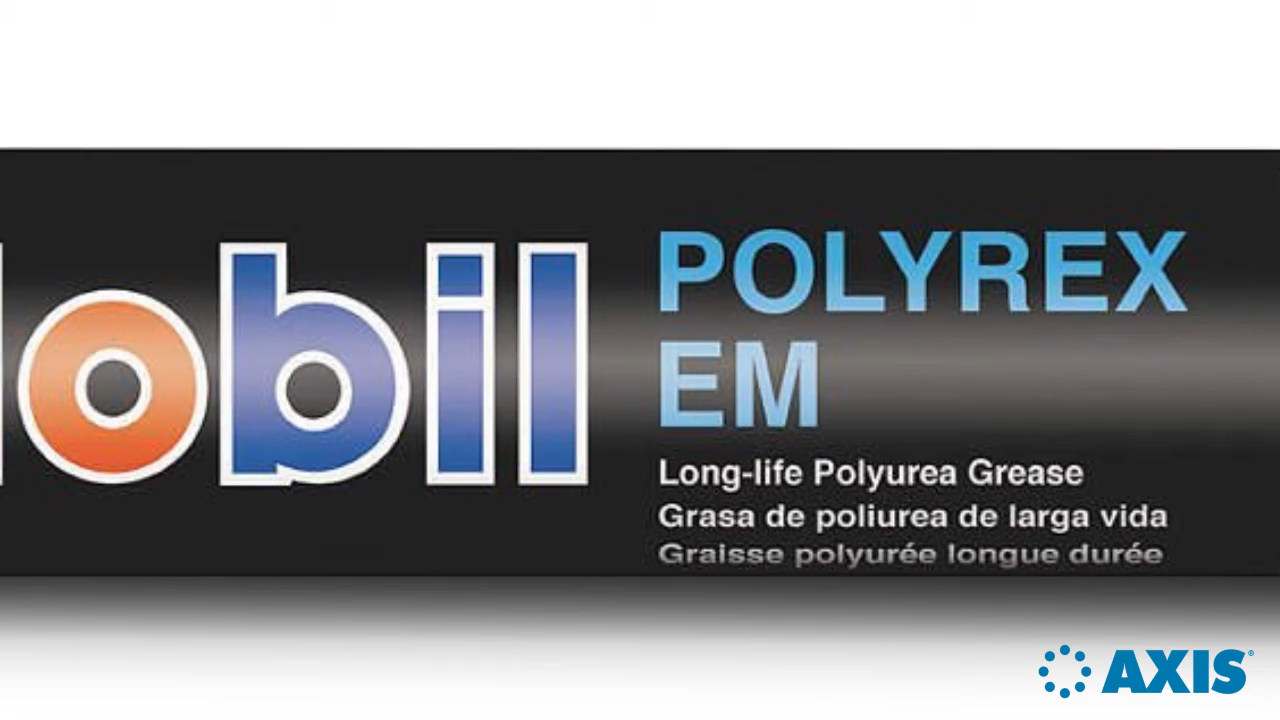 obil
POLYREX
EM
Long-life Polyurea Grease
Grasa de poliurea de larga vida
Graisse polyurée longue durée
AXIS®